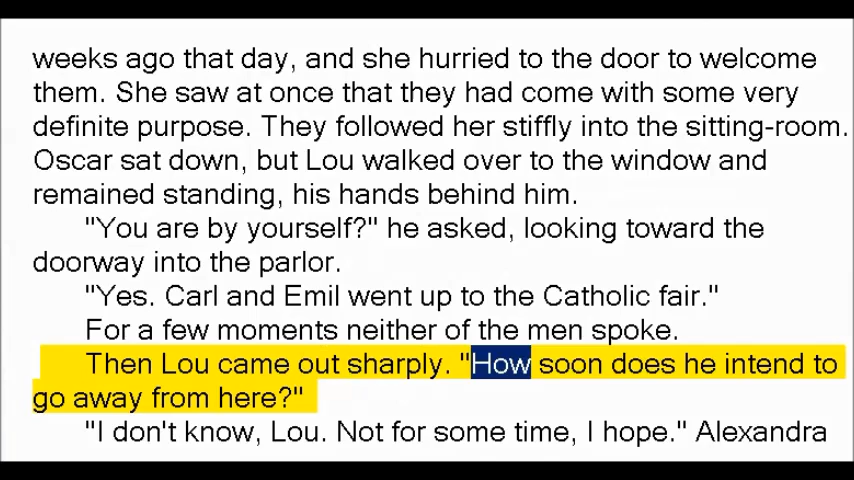 weeks ago that day, and she hurried to the door to welcome
them. She saw at once that they had come with some very
definite purpose. They followed her stiffly into the sitting-room.
Oscar sat down, but Lou walked over to the window and
remained standing, his hands behind him.
"You are by yourself?" he asked, looking toward the
doorway into the parlor.
"Yes. Carl and Emil went up to the Catholic fair."
For a few moments neither of the men spoke.
Then Lou came out sharply. "How soon does he intend to
go away from here?"
"I don't know, Lou. Not for some time, I hope." Alexandra